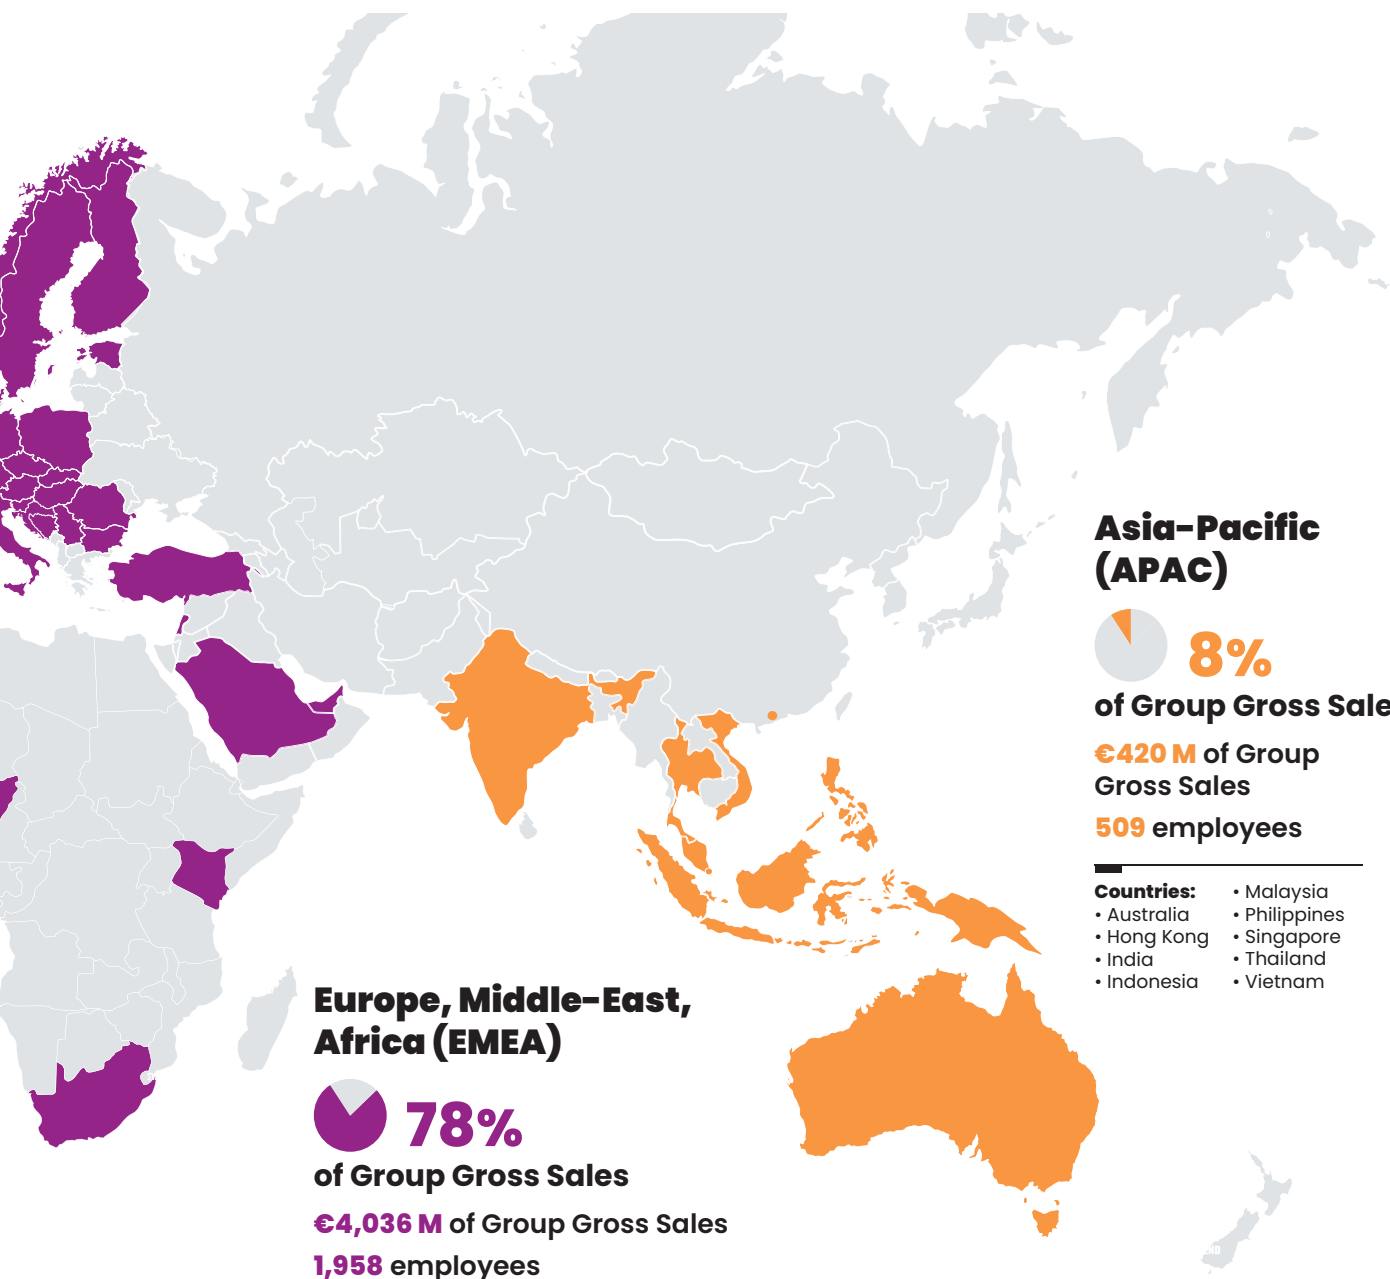 Asia-Pacific
(APAC)
8%
of Group Gross Sale
€420 M of Group
Gross Sales
509 employees
Countries:
• Australia
• Hong Kong
• India
• Indonesia
• Malaysia
• Philippines
• Singapore
• Thailand
• Vietnam
Europe, Middle-East,
Africa (EMEA)
78%
of Group Gross Sales
€4,036 M of Group Gross Sales
1,958 employees